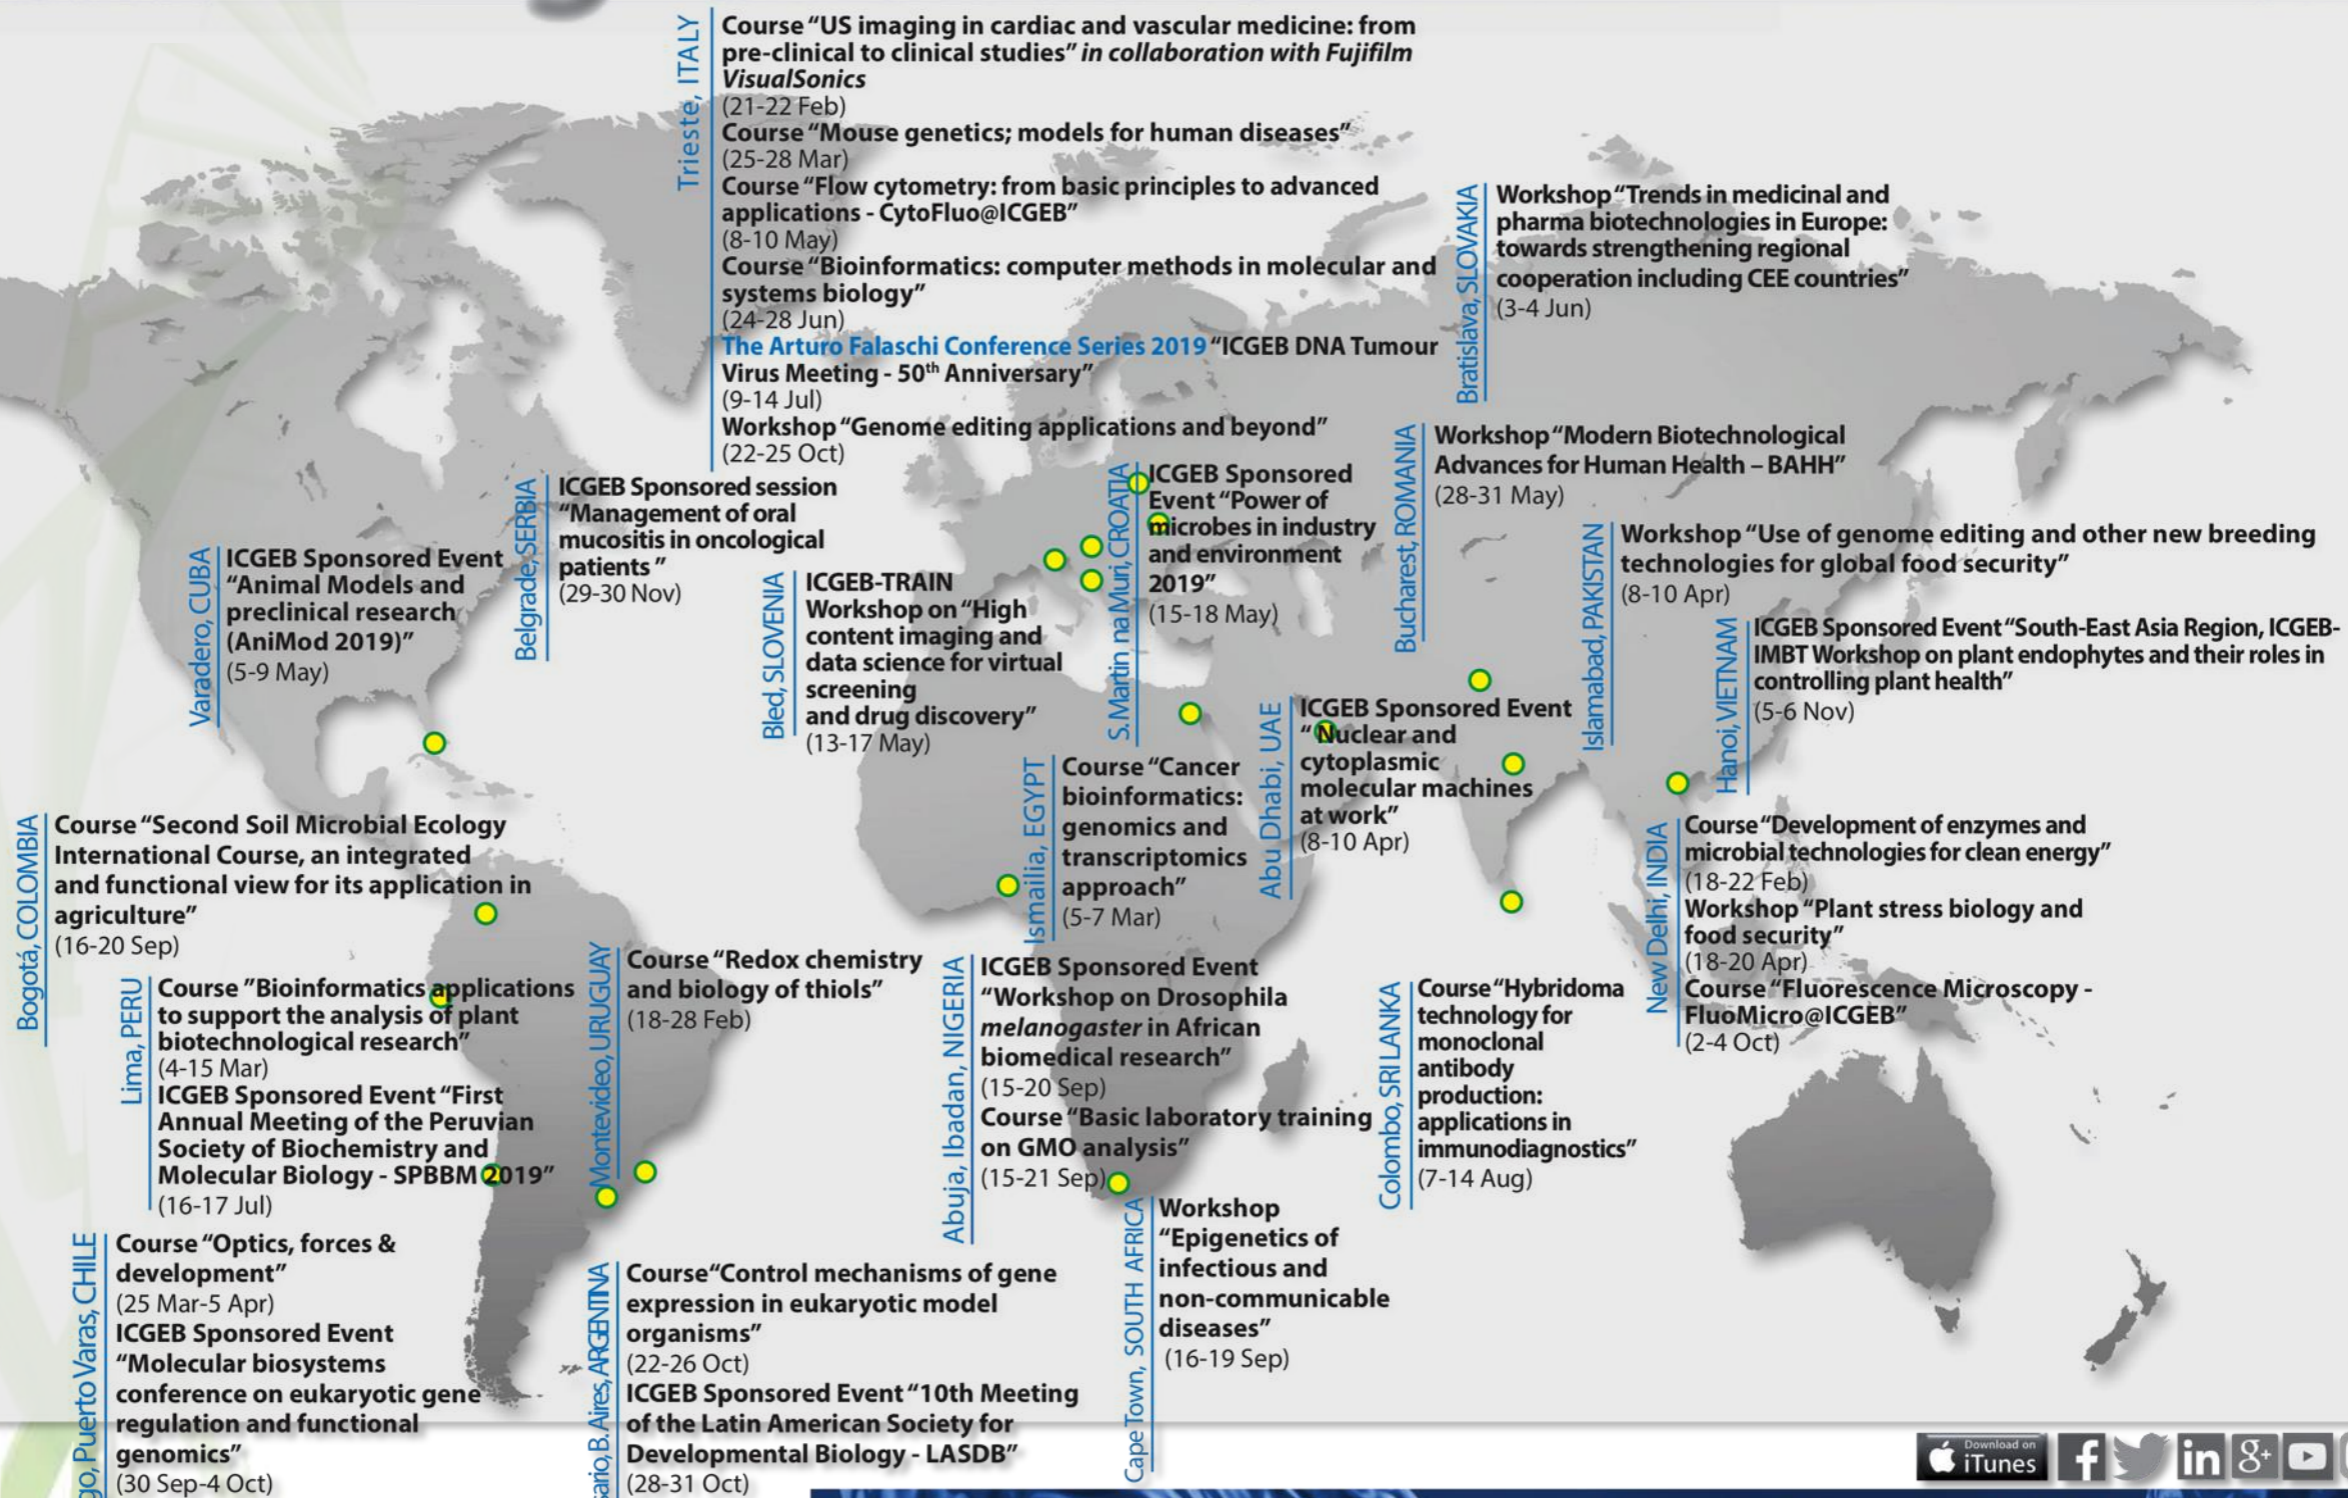 Trieste, ITALY
Course “US imaging in cardiac and vascular medicine: from
pre-clinical to clinical studies” in collaboration with Fujifilm
VisualSonics
(21-22 Feb)
Course “Mouse genetics; models for human diseases”
(25-28 Mar)
Course “Flow cytometry: from basic principles to advanced
applications - CytoFluo@ICGEB”
(8-10 May)
Course “Bioinformatics: computer methods in molecular and
systems biology”
(24-28 Jun)
The Arturo Falaschi Conference Series 2019 “ICGEB DNA Tumour
Virus Meeting - 50th Anniversary”
(9-14 Jul)
Workshop “Genome editing applications and beyond”
(22-25 Oct)
Bratislava, SLOVAKIA
Workshop “Trends in medicinal and
pharma biotechnologies in Europe:
towards strengthening regional
cooperation including CEE countries”
(3-4 Jun)
Bucharest, ROMANIA
Workshop “Modern Biotechnological
Advances for Human Health – BAHH”
(28-31 May)
S. Martin na Muri, CROATIA
ICGEB Sponsored
Event “Power of
microbes in industry
and environment
2019”
(15-18 May)
Belgrade, SERBIA
ICGEB Sponsored session
“Management of oral
mucositis in oncological
patients ”
(29-30 Nov)
Varadero, CUBA
ICGEB Sponsored Event
“Animal Models and
preclinical research
(AniMod 2019)”
(5-9 May)
Bled, SLOVENIA
ICGEB-TRAIN
Workshop on “High
content imaging and
data science for virtual
screening
and drug discovery”
(13-17 May)
Islamabad, PAKISTAN
Workshop “Use of genome editing and other new breeding
technologies for global food security”
(8-10 Apr)
Hanoi, VIETNAM
ICGEB Sponsored Event “South-East Asia Region, ICGEB-
IMBT Workshop on plant endophytes and their roles in
controlling plant health”
(5-6 Nov)
Abu Dhabi, UAE
ICGEB Sponsored Event
“ Nuclear and
cytoplasmic
molecular machines
at work”
(8-10 Apr)
Ismailia, EGYPT
Course “Cancer
bioinformatics:
genomics and
transcriptomics
approach”
(5-7 Mar)
Bogotá, COLOMBIA
Course “Second Soil Microbial Ecology
International Course, an integrated
and functional view for its application in
agriculture”
(16-20 Sep)
New Delhi, INDIA
Course “Development of enzymes and
microbial technologies for clean energy”
(18-22 Feb)
Workshop “Plant stress biology and
food security”
(18-20 Apr)
Course “Fluorescence Microscopy -
FluoMicro@ICGEB”
(2-4 Oct)
Lima, PERU
Course ”Bioinformatics applications
to support the analysis of plant
biotechnological research”
(4-15 Mar)
ICGEB Sponsored Event “First
Annual Meeting of the Peruvian
Society of Biochemistry and
Molecular Biology - SPBBM 2019”
(16-17 Jul)
Montevideo, URUGUAY
Course “Redox chemistry
and biology of thiols”
(18-28 Feb)
Abuja, Ibadan, NIGERIA
ICGEB Sponsored Event
“Workshop on Drosophila
melanogaster in African
biomedical research”
(15-20 Sep)
Course “Basic laboratory training
on GMO analysis”
(15-21 Sep)
Colombo, SRI LANKA
Course “Hybridoma
technology for
monoclonal
antibody
production:
applications in
immunodiagnostics”
(7-14 Aug)
Cape Town, SOUTH AFRICA
Workshop
“Epigenetics of
infectious and
non-communicable
diseases”
(16-19 Sep)
go, Puerto Varas, CHILE
Course “Optics, forces &
development”
(25 Mar-5 Apr)
ICGEB Sponsored Event
“Molecular biosystems
conference on eukaryotic gene
regulation and functional
genomics”
(30 Sep-4 Oct)
ario, B. Aires, ARGENTINA
Course“Control mechanisms of gene
expression in eukaryotic model
organisms”
(22-26 Oct)
ICGEB Sponsored Event “10th Meeting
of the Latin American Society for
Developmental Biology - LASDB”
(28-31 Oct)
Download on
iTunes
f
in
g+